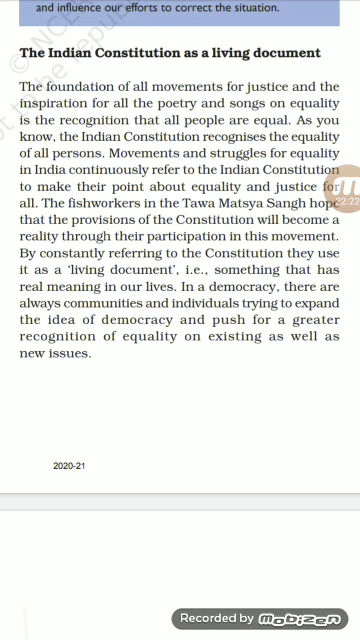 and influence our efforts to correct the situation.
The Indian Constitution as a living document
The foundation of all movements for justice and the
inspiration for all the poetry and songs on equality
is the recognition that all people are equal. As you
know, the Indian Constitution recognises the equality
of all persons. Movements and struggles for equality
in India continuously refer to the Indian Constitution
to make their point about equality and justice for
all. The fishworkers in the Tawa Matsya Sangh hope
that the provisions of the Constitution will become a
reality through their participation in this movement.
By constantly referring to the Constitution they use
it as a ‘living document’, i.e., something that has
real meaning in our lives. In a democracy, there are
always communities and individuals trying to expand
the idea of democracy and push for a greater
recognition of equality on existing as well as
new issues.
22:22
2020-21
Recorded by mobizen